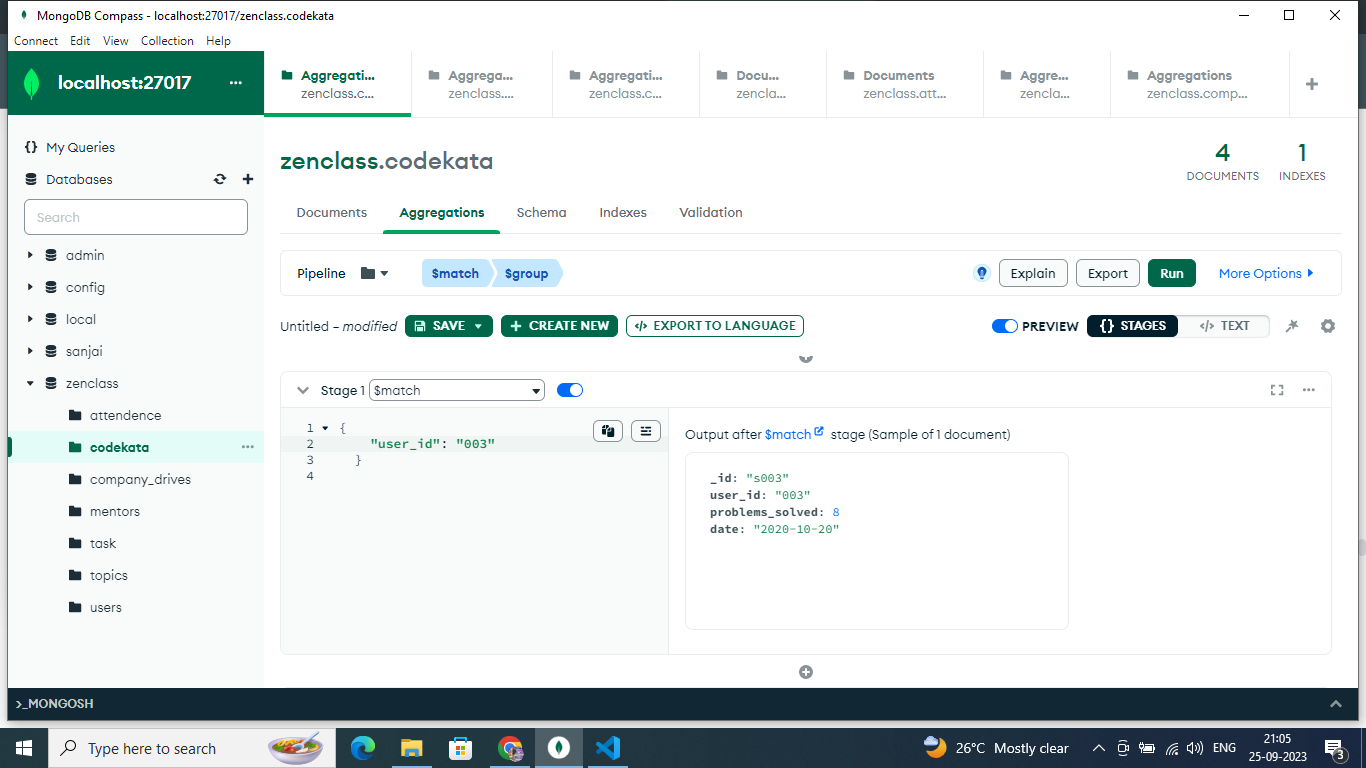 MongoDB Compass - localhost:27017/zenclass.codekata
Connect Edit View Collection Help
localhost:27017 ...
My Queries
Databases
Search
admin
config
local
sanjai
zenclass
attendence
codekata ...
company_drives
mentors
task
topics
users
Aggregati...
zenclass.c...
Aggrega...
zenclass....
Aggregati...
zenclass.c...
Docu...
zencla...
Documents
zenclass.att...
Aggre...
zencla...
Aggregations
zenclass.comp...
zenclass.codekata
4
DOCUMENTS
1
INDEXES
Documents Aggregations Schema Indexes Validation
Pipeline $match $group Explain Export Run More Options
Untitled – modified SAVE + CREATE NEW </> EXPORT TO LANGUAGE PREVIEW {} STAGES </> TEXT
Stage 1 $match ...
1 {
2 "user_id": "003"
3 }
4
Output after $match stage (Sample of 1 document)
_id: "s003"
user_id: "003"
problems_solved: 8
date: "2020-10-20"
>_MONGOSH
Type here to search
26°C Mostly clear
ENG
21:05
25-09-2023
3